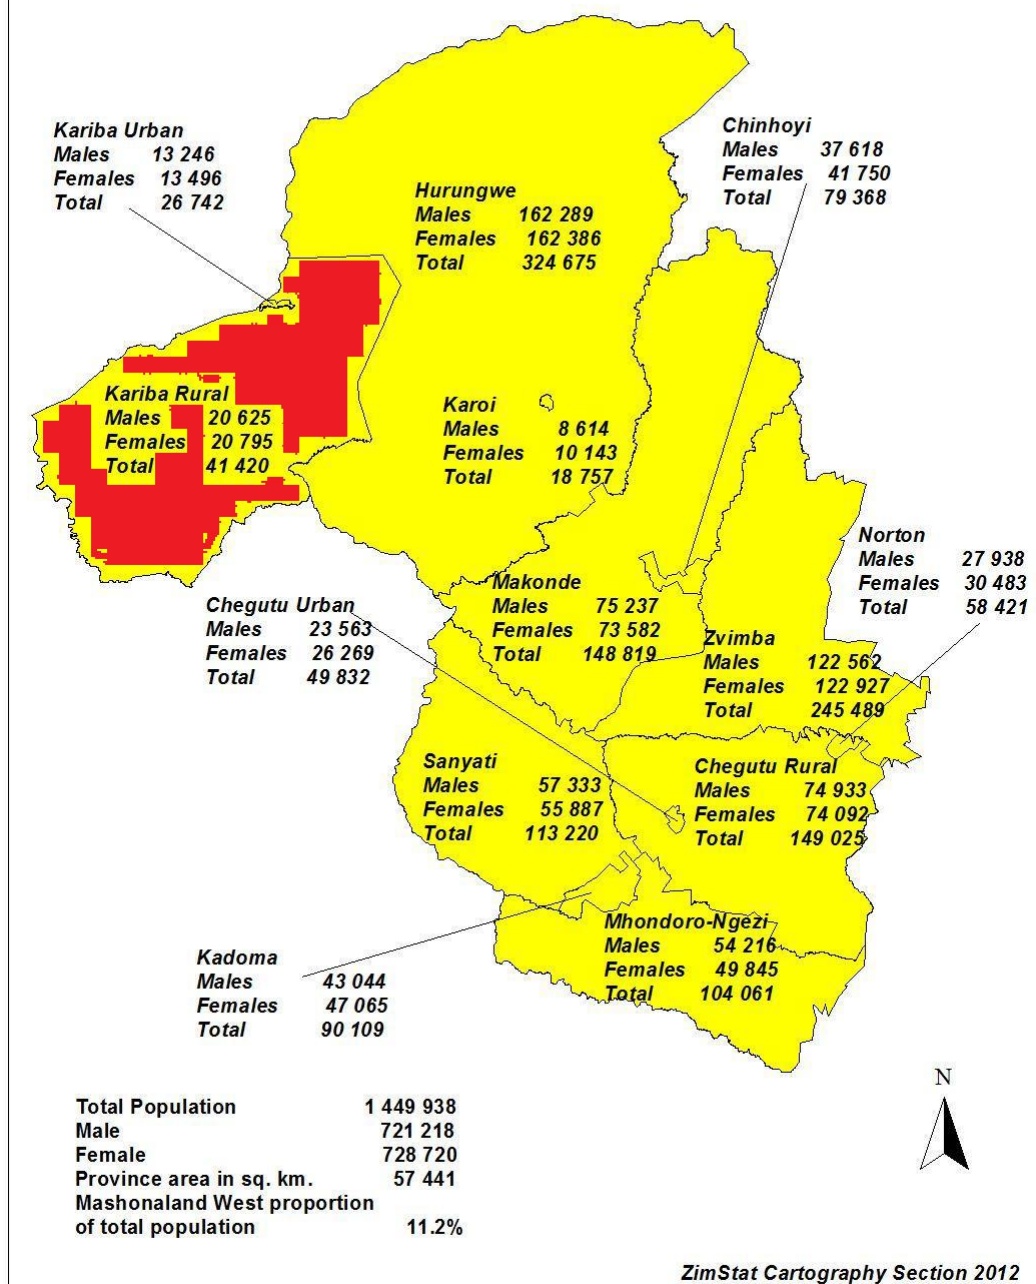 Kariba Urban
Males 13 246
Females 13 496
Total 26 742
Chinhoyi
Males 37 618
Females 41 750
Total 79 368
Hurungwe
Males 162 289
Females 162 386
Total 324 675
Kariba Rural
Males 20 625
Females 20 795
Total 41 420
Karoi
Males 8 614
Females 10 143
Total 18 757
Norton
Males 27 938
Females 30 483
Total 58 421
Makonde
Males 75 237
Females 73 582
Total 148 819
Chegutu Urban
Males 23 563
Females 26 269
Total 49 832
Zvimba
Males 122 562
Females 122 927
Total 245 489
Sanyati
Males 57 333
Females 55 887
Total 113 220
Chegutu Rural
Males 74 933
Females 74 092
Total 149 025
Mhondoro-Ngezi
Males 54 216
Females 49 845
Total 104 061
Kadoma
Males 43 044
Females 47 065
Total 90 109
N
Total Population 1 449 938
Male 721 218
Female 728 720
Province area in sq. km. 57 441
Mashonaland West proportion
of total population 11.2%
ZimStat Cartography Section 2012